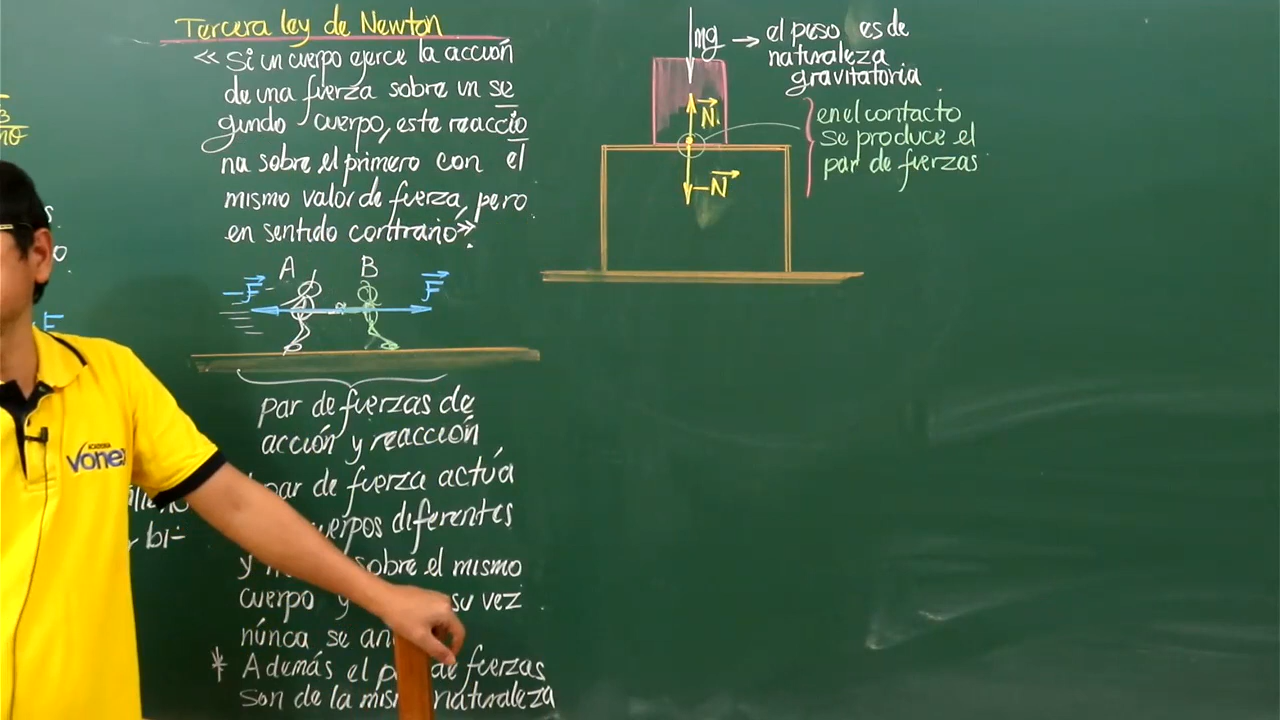 Tercera ley de Newton
« Si un cuerpo ejerce la acción
de una fuerza sobre un se
gundo cuerpo, este reaccio
na sobre el primero con el
mismo valor de fuerza, pero
en sentido contrario».
A B
-F F
par de fuerzas de
acción y reacción
par de fuerza actúa
cuerpos diferentes
y sobre el mismo
cuerpo y su vez
núnca se
* Además el de fuerzas
son de la naturaleza
mg → el peso es de
naturaleza
gravitatoria
N
-N
en el contacto
se produce el
par de fuerzas
ACADEMIA
Vonex
bi-
F